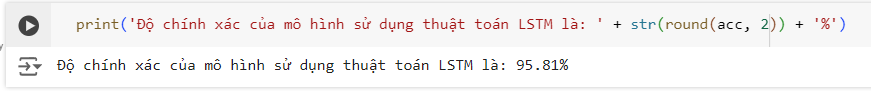 print('Độ chính xác của mô hình sử dụng thuật toán LSTM là: ' + str(round(acc, 2)) + '%')
Độ chính xác của mô hình sử dụng thuật toán LSTM là: 95.81%